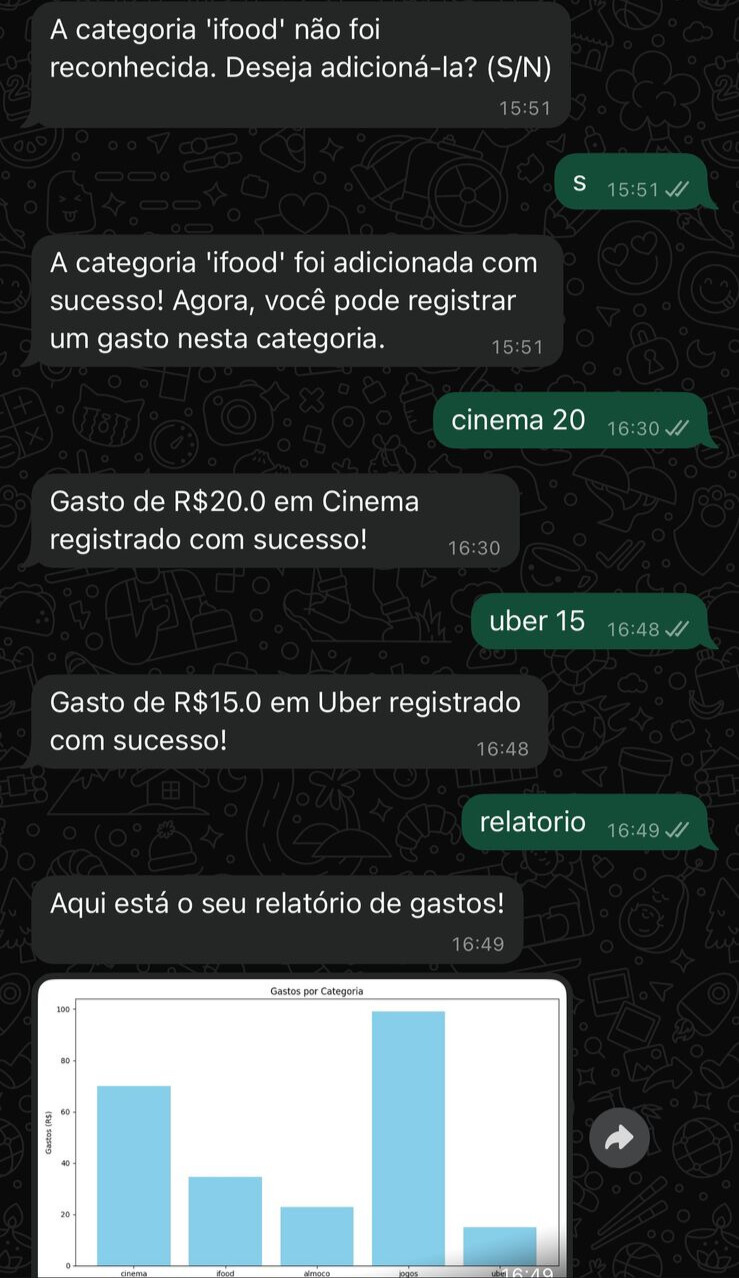 A categoria 'ifood' não foi
reconhecida. Deseja adicioná-la? (S/N)
15:51
s 15:51
A categoria 'ifood' foi adicionada com
sucesso! Agora, você pode registrar
um gasto nesta categoria.
15:51
cinema 20 16:30
Gasto de R$20.0 em Cinema
registrado com sucesso!
16:30
uber 15 16:48
Gasto de R$15.0 em Uber registrado
com sucesso!
16:48
relatorio 16:49
Aqui está o seu relatório de gastos!
16:49
Gastos por Categoria
Gastos (R$)
100
80
60
40
20
0
cinema ifood almoco jogos
16:49